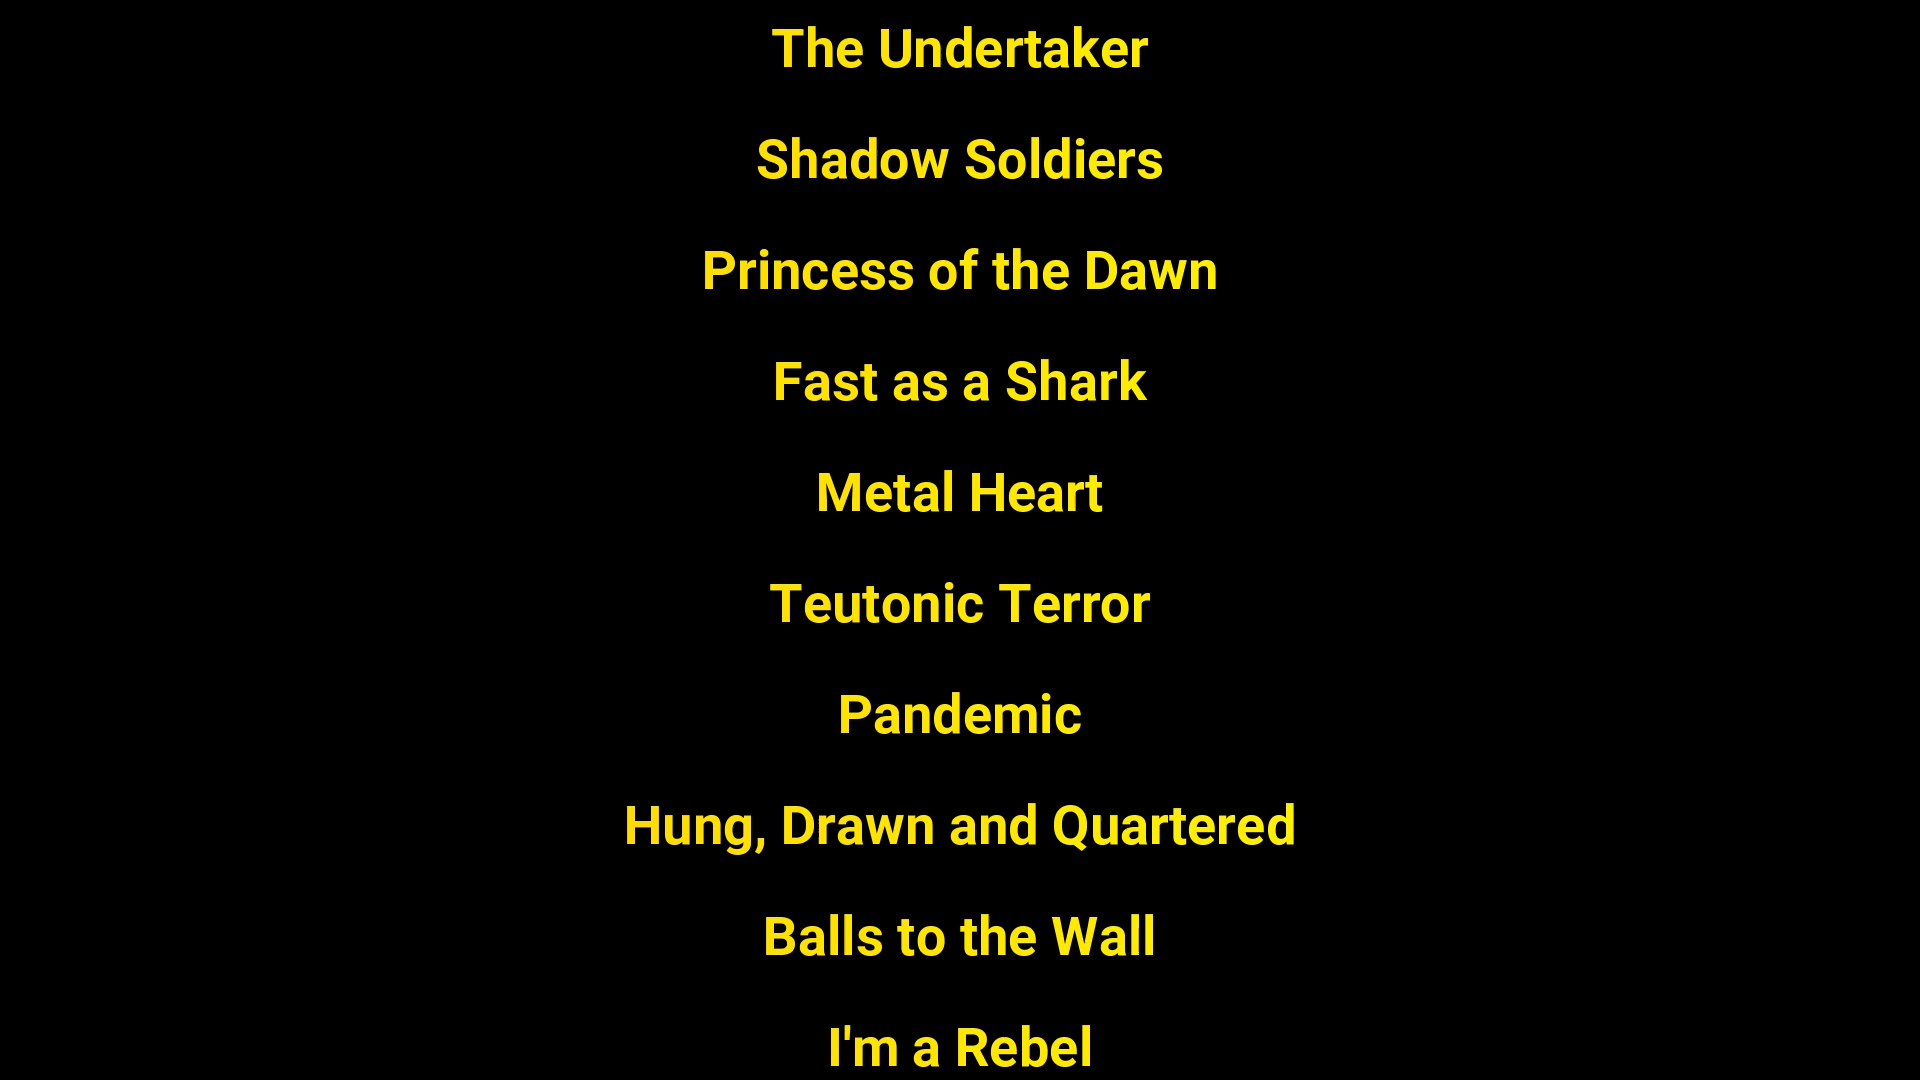 The Undertaker
Shadow Soldiers
Princess of the Dawn
Fast as a Shark
Metal Heart
Teutonic Terror
Pandemic
Hung, Drawn and Quartered
Balls to the Wall
I'm a Rebel